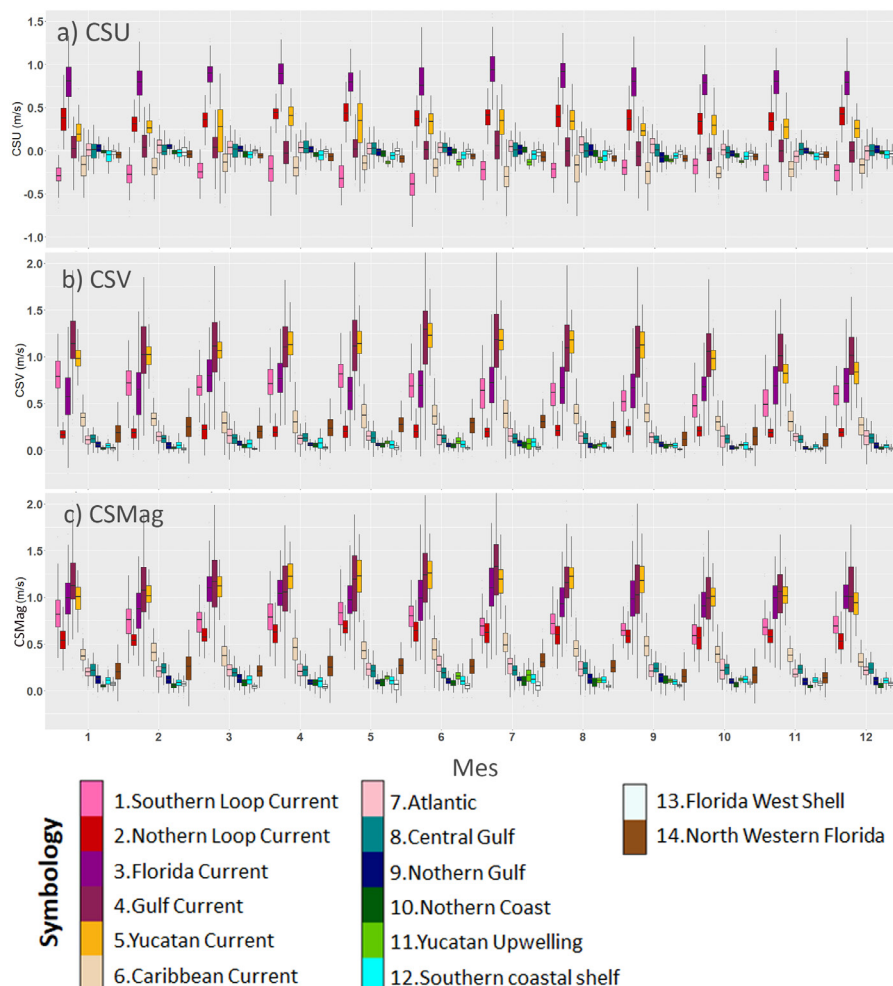 a) CSU
CSU (m/s)
1.5
1.0
0.5
0.0
-0.5
-1.0
b) CSV
CSV (m/s)
2.0
1.5
1.0
0.5
0.0
c) CSMag
CSMag (m/s)
2.0
1.5
1.0
0.5
0.0
1 2 3 4 5 6 7 8 9 10 11 12
Mes
Symbology
1.Southern Loop Current
2.Nothern Loop Current
3.Florida Current
4.Gulf Current
5.Yucatan Current
6.Caribbean Current
7.Atlantic
8.Central Gulf
9.Nothern Gulf
10.Nothern Coast
11.Yucatan Upwelling
12.Southern coastal shelf
13.Florida West Shell
14.North Western Florida